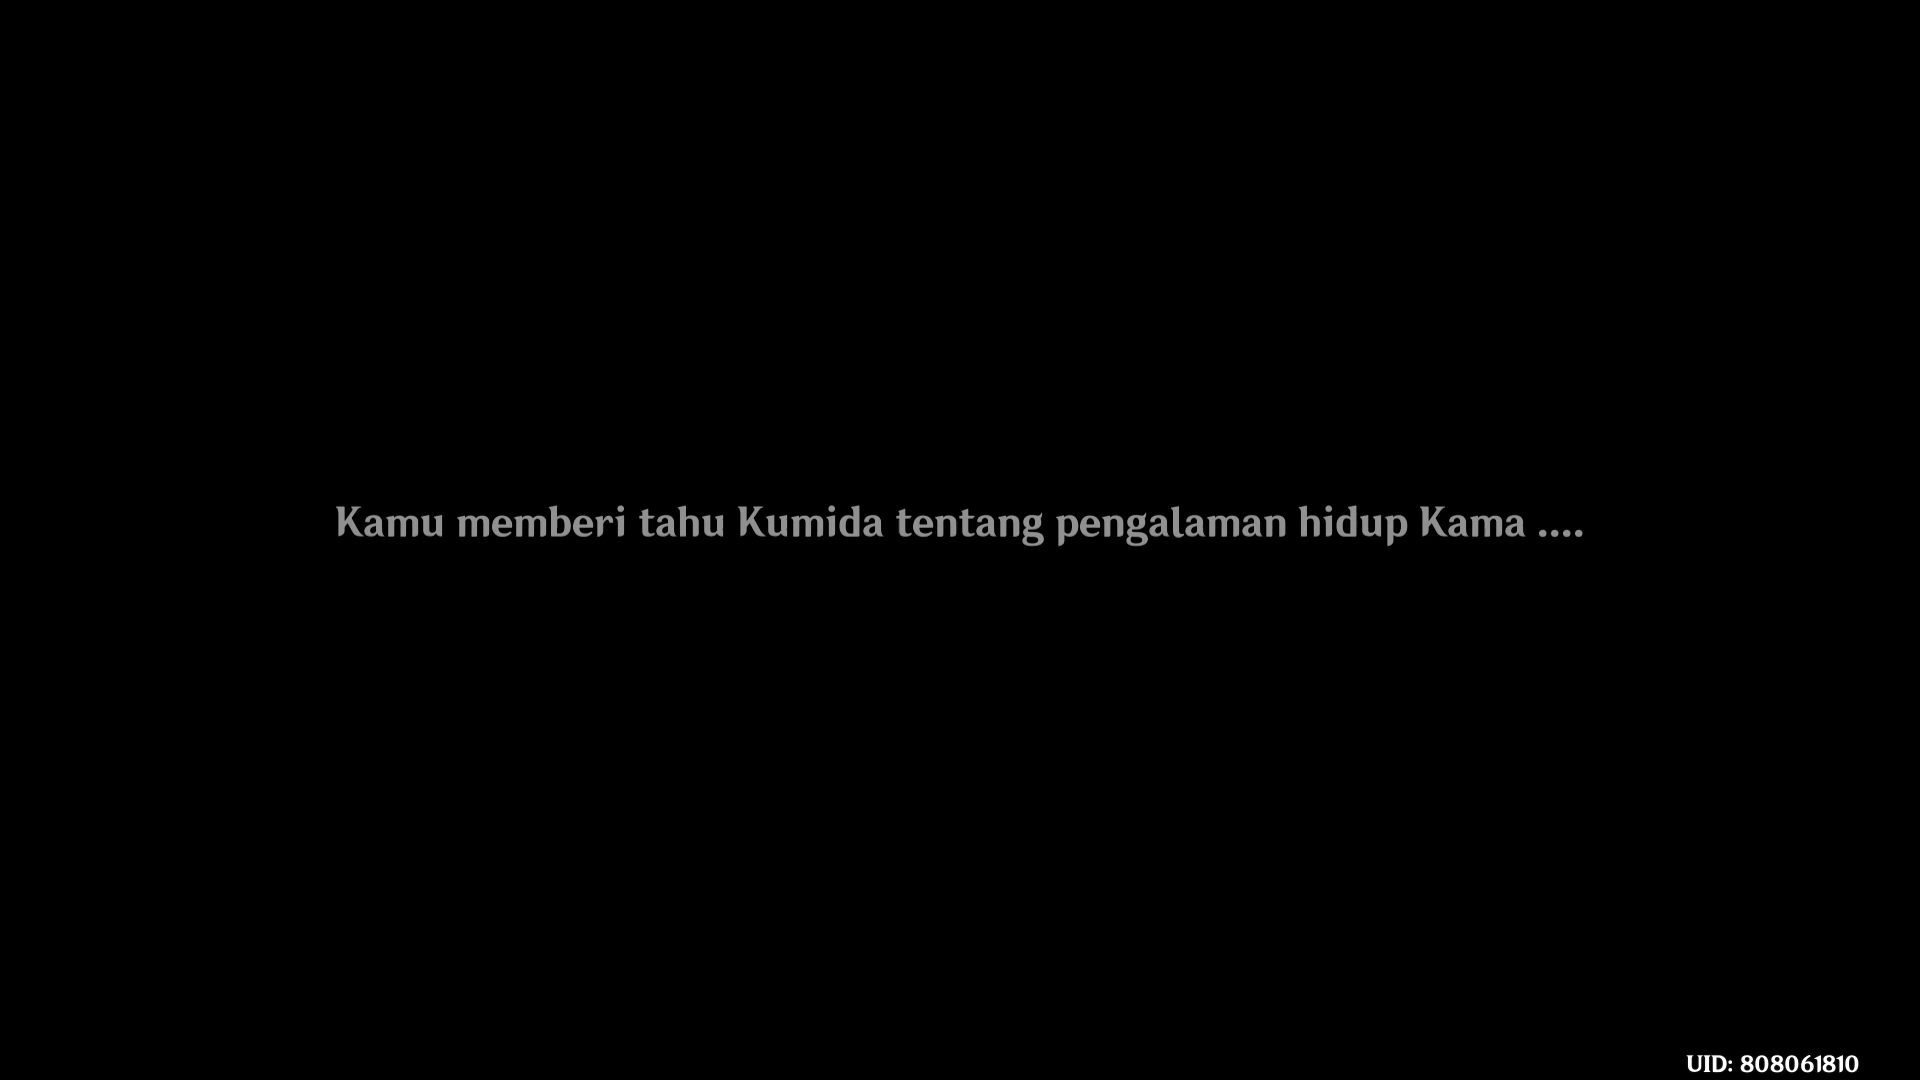 Kamu memberi tahu Kumida tentang pengalaman hidup Kama ....
UID: 808061810